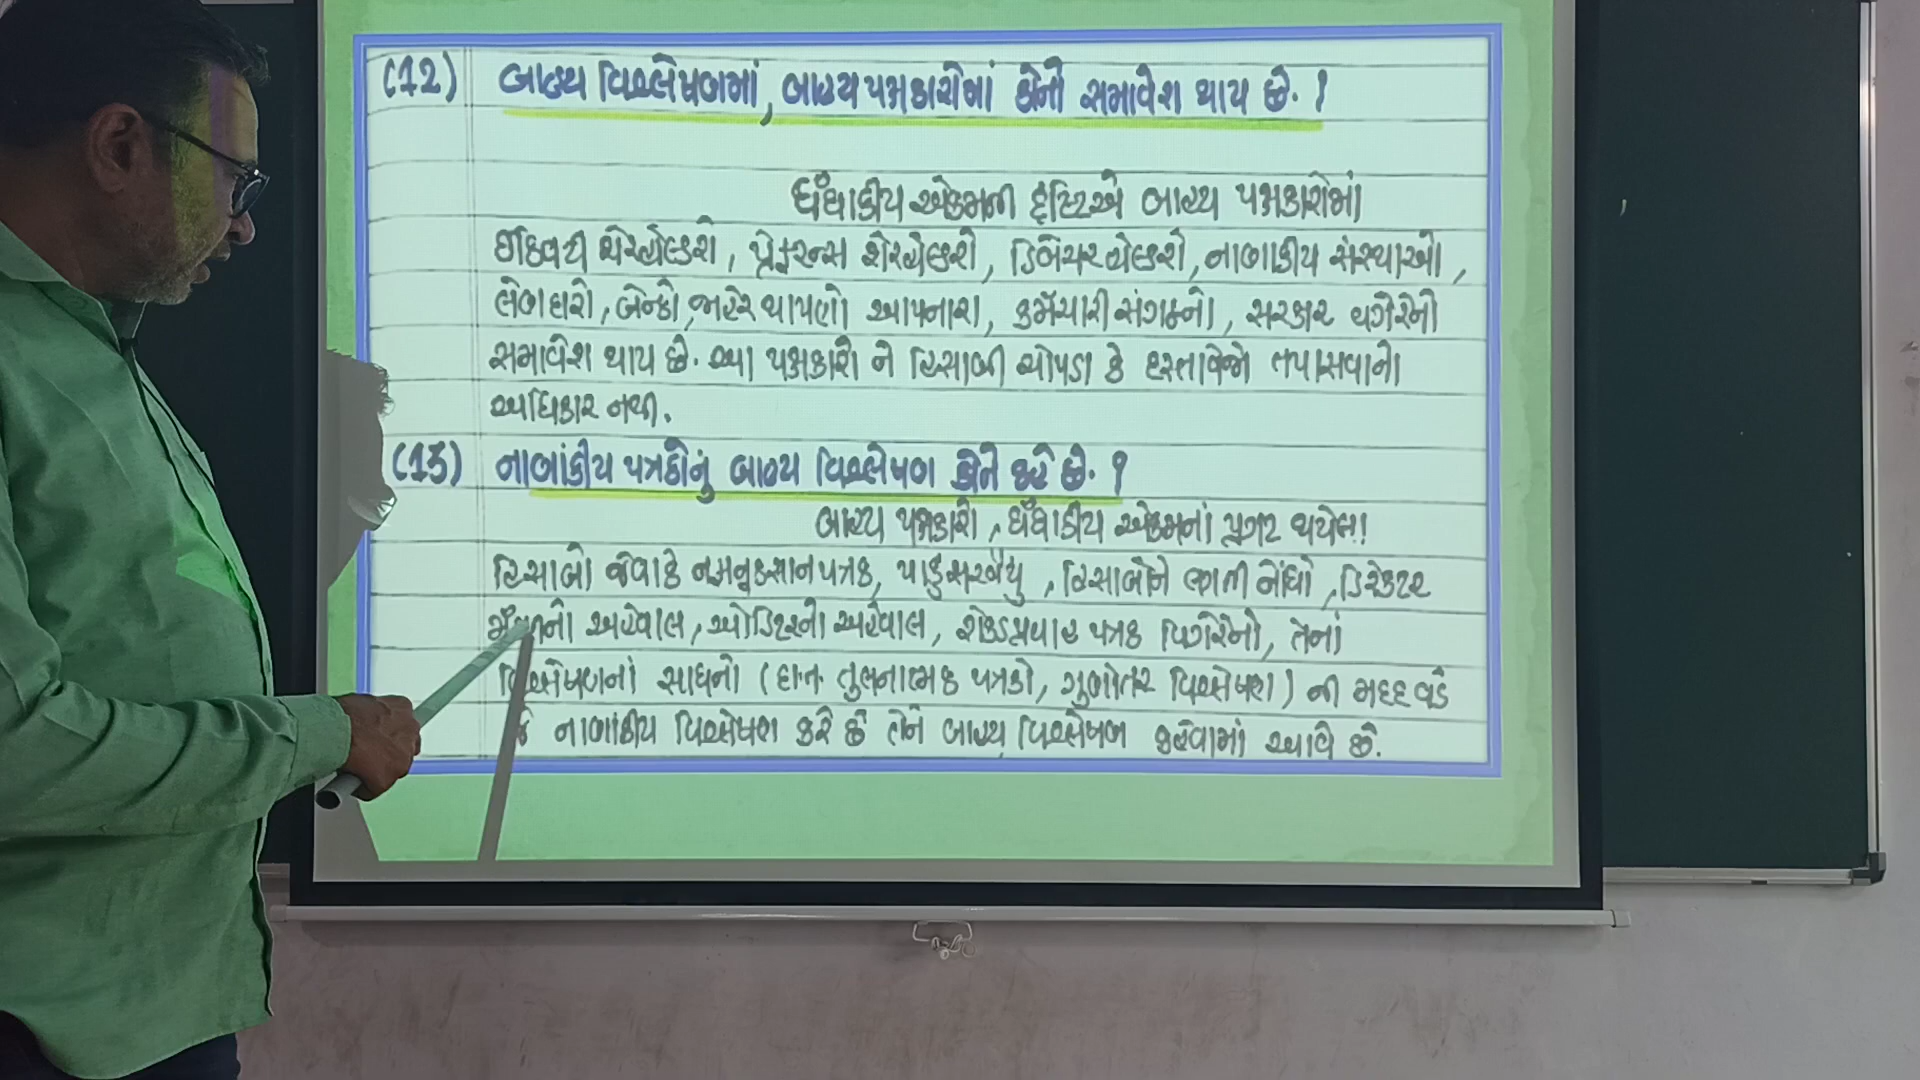 (12) બાહ્ય વિશ્લેષણમાં, બાહ્ય પક્ષકારોમાં કોનો સમાવેશ થાય છે. ?
ધંધાકીય એકમની દૃષ્ટિએ બાહ્ય પક્ષકારોમાં
ઈક્વિટી શેરહોલ્ડરો, પ્રેફરન્સ શેરહોલ્ડરો, ડિબેંચર હોલ્ડરો, નાણાકીય સંસ્થાઓ,
લેણદારો, બેન્કો, જાહેર થાપણો આપનારા, કર્મચારી સંગઠનો, સરકાર વગેરેનો
સમાવેશ થાય છે. આ પક્ષકારો ને હિસાબી ચોપડા કે દસ્તાવેજો તપાસવાનો
અધિકાર નથી.
(13) નાણાંકીય પત્રકોનું બાહ્ય વિશ્લેષણ કોને કહે છે. ?
બાહ્ય પક્ષકારો, ધંધાકીય એકમનાં પ્રગટ થયેલા
હિસાબો જેવાકે નફાનુકસાન પત્રક, પાકુસરવૈયુ, હિસાબોને લગતી નોંધો, ડિરેક્ટર
મંડળનો અહેવાલ, ઓડિટરનો અહેવાલ, રોકડપ્રવાહ પત્રક વિગેરેનો, તેનાં
વિશ્લેષણનાં સાધનો (દા.ત. તુલનાત્મક પત્રકો, ગુણોત્તર વિશ્લેષણ) ની મદદ વડે
જે નાણાકીય વિશ્લેષણ કરે છે તેને બાહ્ય વિશ્લેષણ કહેવામાં આવે છે.